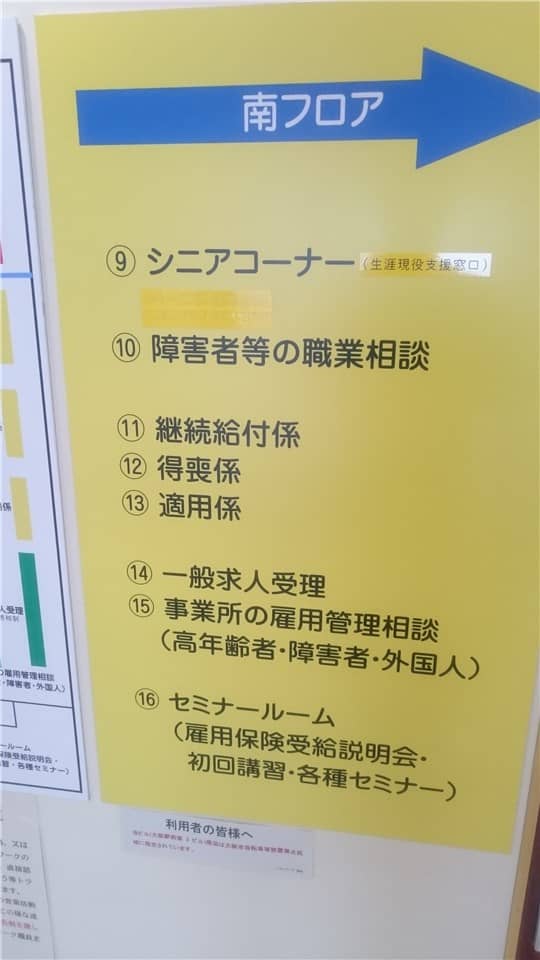 南フロア
⑨ シニアコーナー（生涯現役支援窓口）
⑩ 障害者等の職業相談
⑪ 継続給付係
⑫ 得喪係
⑬ 適用係
⑭ 一般求人受理
⑮ 事業所の雇用管理相談
（高年齢者・障害者・外国人）
⑯ セミナールーム
（雇用保険受給説明会・
初回講習・各種セミナー）
利用者の皆様へ
人受理
の雇用管理相談
・障害者・外国人）
ールーム
険受給説明会・
習・各種セミナー）